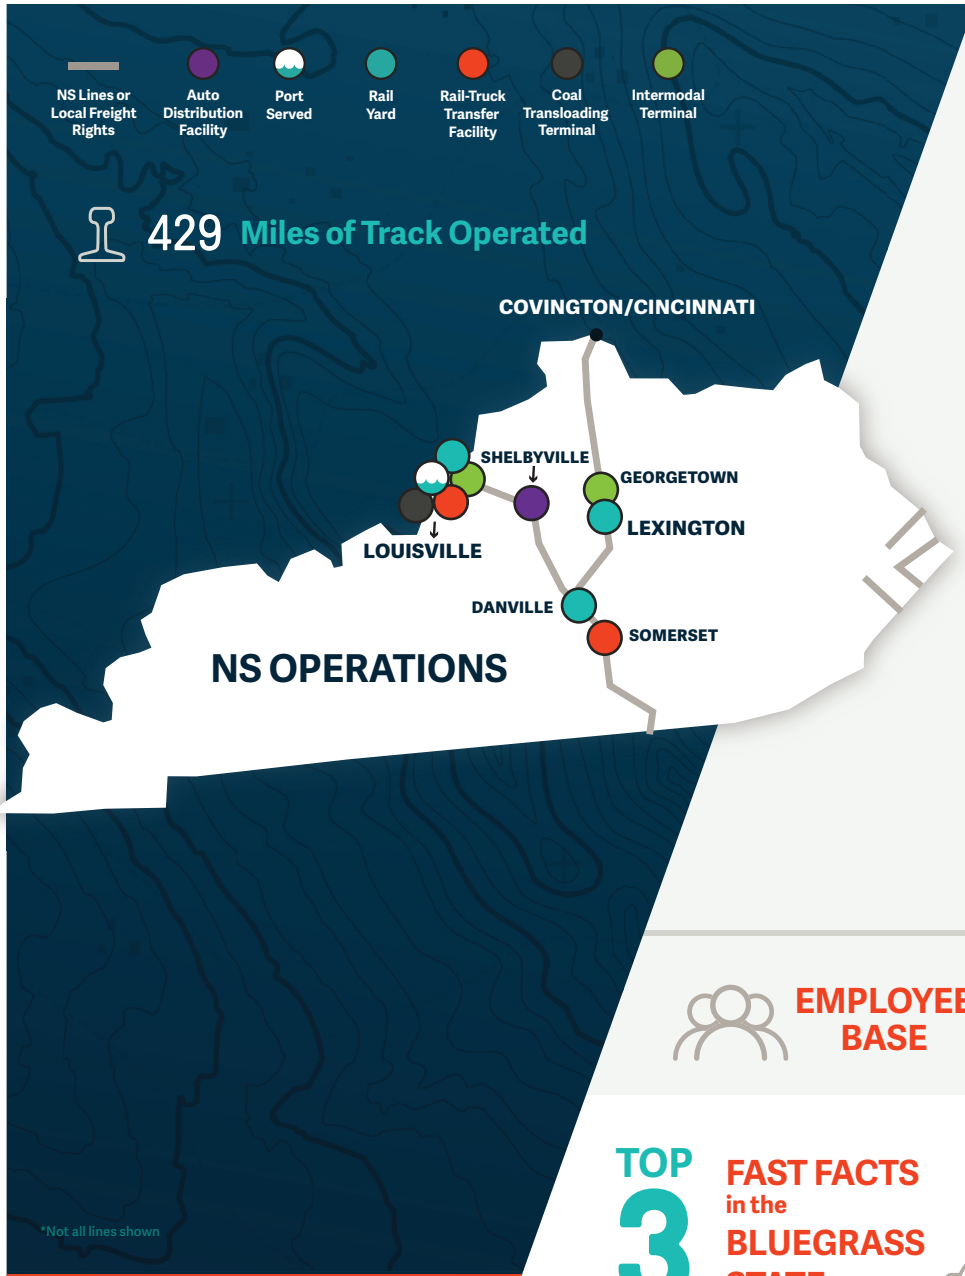 NS Lines or
Local Freight
Rights
Auto
Distribution
Facility
Port
Served
Rail
Yard
Rail-Truck
Transfer
Facility
Coal
Transloading
Terminal
Intermodal
Terminal
429 Miles of Track Operated
COVINGTON/CINCINNATI
SHELBYVILLE
GEORGETOWN
LEXINGTON
LOUISVILLE
DANVILLE
SOMERSET
NS OPERATIONS
EMPLOYEE
BASE
TOP
3
FAST FACTS
in the
BLUEGRASS
STATE
*Not all lines shown